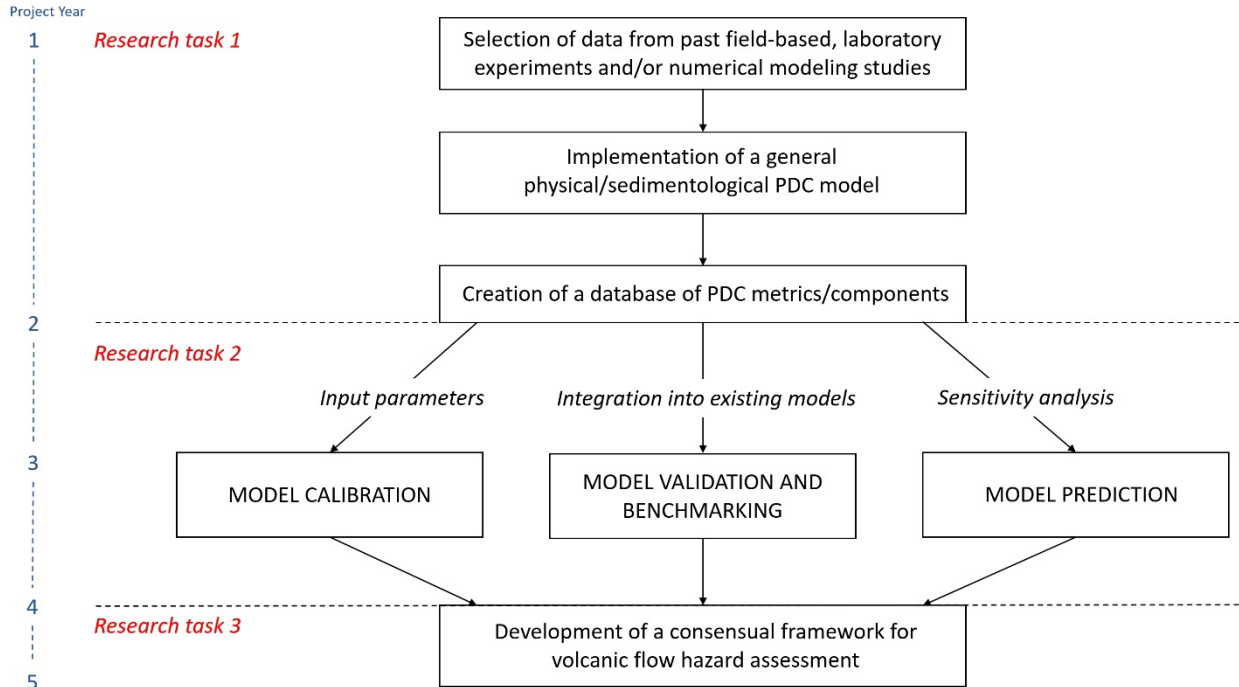 Project Year
1
Research task 1
Selection of data from past field-based, laboratory
experiments and/or numerical modeling studies
Implementation of a general
physical/sedimentological PDC model
Creation of a database of PDC metrics/components
2
Research task 2
Input parameters
Integration into existing models
Sensitivity analysis
3
MODEL CALIBRATION
MODEL VALIDATION AND
BENCHMARKING
MODEL PREDICTION
4
Research task 3
Development of a consensual framework for
volcanic flow hazard assessment
5